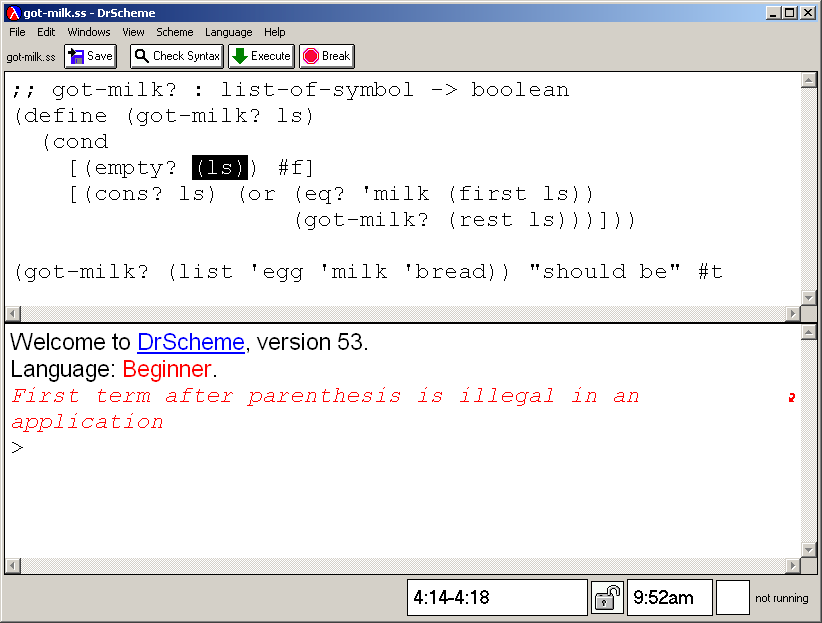 got-milk.ss - DrScheme
File Edit Windows View Scheme Language Help
got-milk.ss Save Check Syntax Execute Break
;; got-milk? : list-of-symbol -> boolean
(define (got-milk? ls)
(cond
[(empty? (ls)) #f]
[(cons? ls) (or (eq? 'milk (first ls))
(got-milk? (rest ls)))]))
(got-milk? (list 'egg 'milk 'bread)) "should be" #t
Welcome to DrScheme, version 53.
Language: Beginner.
First term after parenthesis is illegal in an
application
>
4:14-4:18 9:52am not running